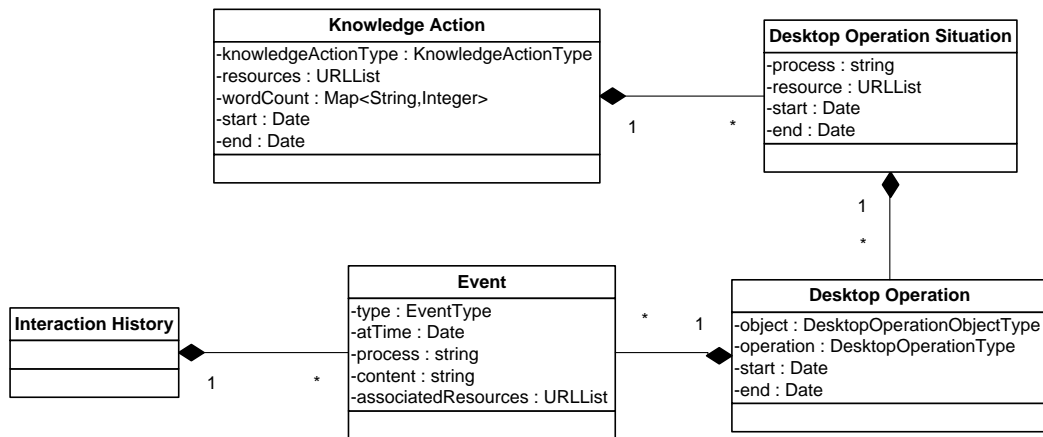 Knowledge Action
-knowledgeActionType : KnowledgeActionType
-resources : URLList
-wordCount : Map<String,Integer>
-start : Date
-end : Date
1
*
Desktop Operation Situation
-process : string
-resource : URLList
-start : Date
-end : Date
1
*
Interaction History
1
*
Event
-type : EventType
-atTime : Date
-process : string
-content : string
-associatedResources : URLList
*
1
Desktop Operation
-object : DesktopOperationObjectType
-operation : DesktopOperationType
-start : Date
-end : Date